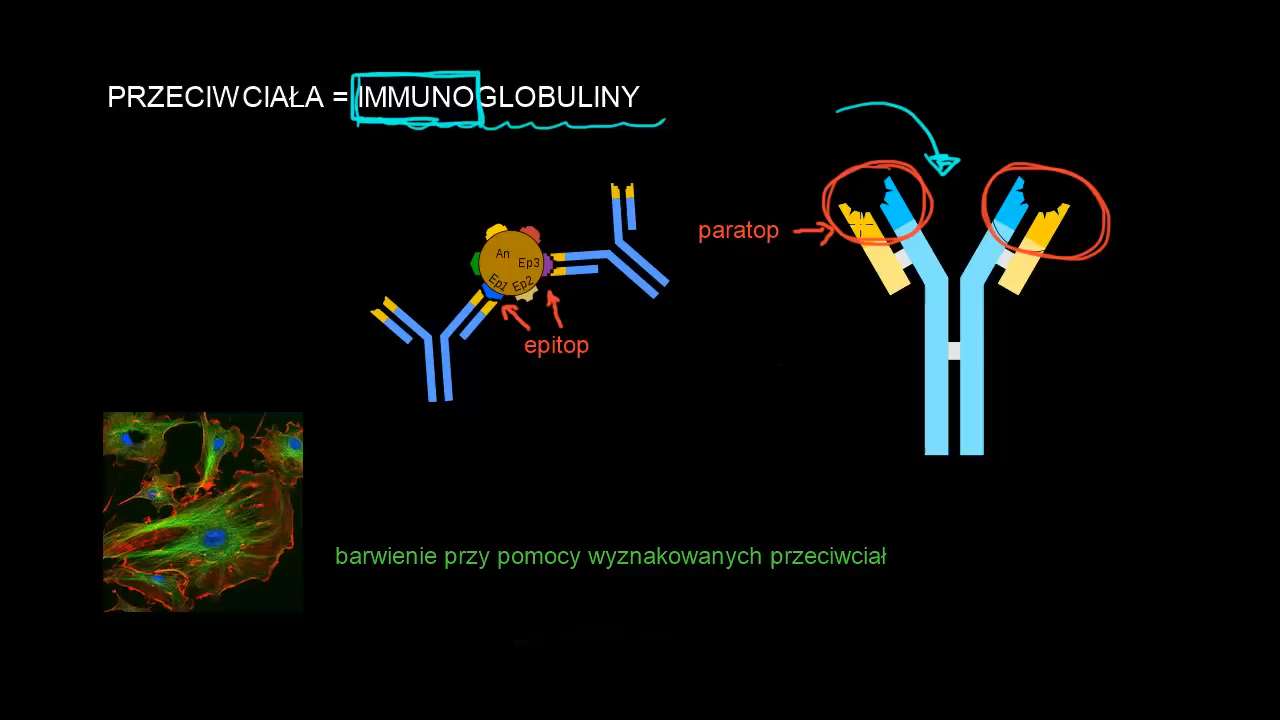 PRZECIWCIAŁA = IMMUNOGLOBULINY
paratop
An
Ep3
Ep1
Ep2
epitop
barwienie przy pomocy wyznakowanych przeciwciał